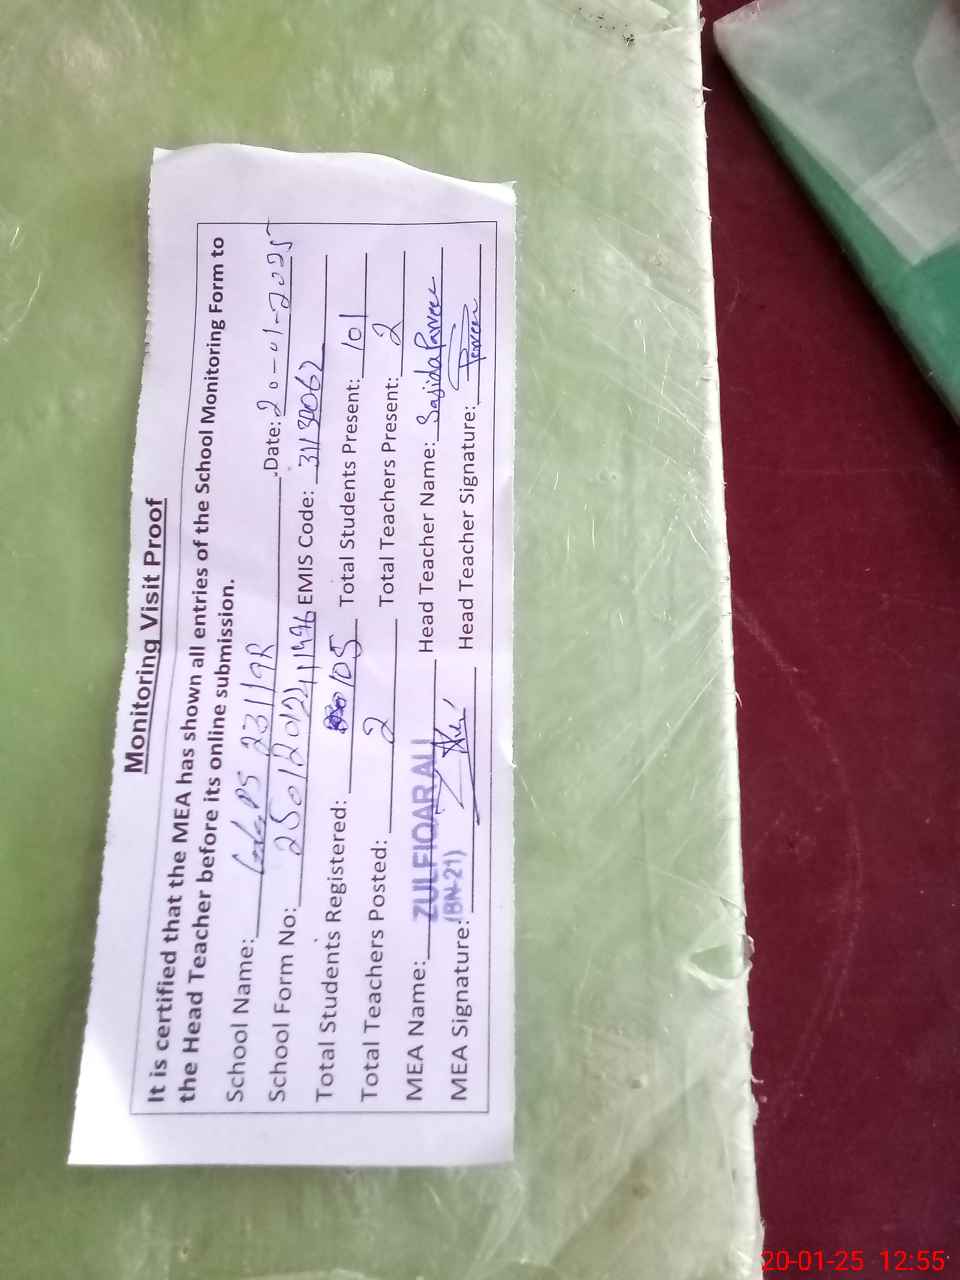 Monitoring Visit Proof
It is certified that the MEA has shown all entries of the School Monitoring Form to
the Head Teacher before its online submission.
School Name: 231/9R .Date: 20-01-2025
School Form No: EMIS Code: 31130062
Total Students Registered: 105 Total Students Present: 101
Total Teachers Posted: 2 Total Teachers Present: 2
MEA Name: ZULFIQAR ALI Head Teacher Name: Sajida Parveen
(BN-21)
MEA Signature: Head Teacher Signature: Perveen
20-01-25 12:55